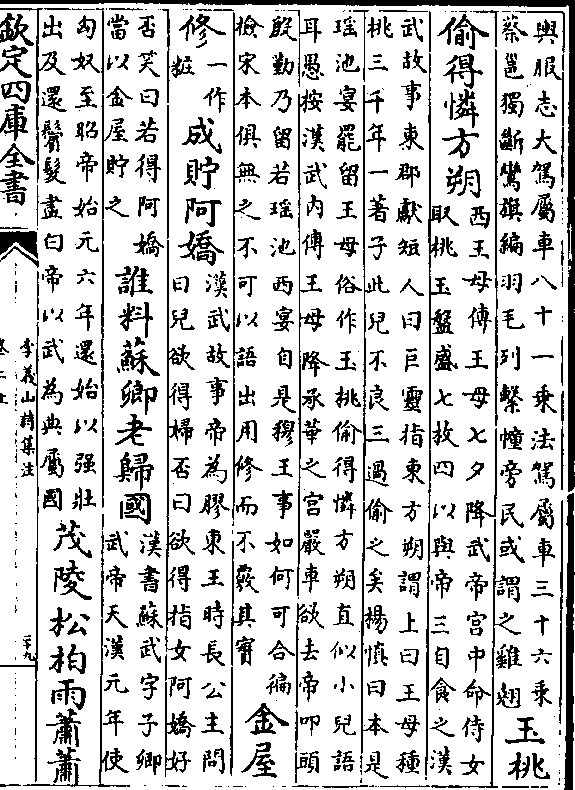 輿服志大駕屬車八十一乘法駕屬車三十六乘
蔡邕獨斷鸞旗編羽毛列繫幢旁民或謂之雞翹
玉桃
偷得憐方朔
西王母傳王母七夕降武帝宮中命侍女
取桃玉盤盛七枚四以與帝三自食之漢
武故事東郡獻短人曰巨靈指東方朔謂上曰王母種
桃三千年一著子此兒不良三過偷之矣楊慎曰本是
瑶池宴罷留王母俗作玉桃偷得憐方朔直似小兒語
耳愚按漢武内傳王母降承華之宫嚴車欲去帝叩頭
殷勤乃留若瑶池西宴自是穆王事如何可合徧
檢宋本俱無之不可以語出用修而不覈其實
金屋
修
一作
粧
成貯阿嬌
漢武故事帝為膠東王時長公主問
曰兒欲得婦否曰欲得指女阿嬌好
否笑曰若得阿嬌
當以金屋貯之
誰料蘇卿老歸國
漢書蘇武字子卿
武帝天漢元年使
匈奴至昭帝始元六年還始以强壯
出及還鬚髮盡白帝以武為典屬國
茂陵松柏雨蕭蕭
欽定四庫全書
李義山詩集注